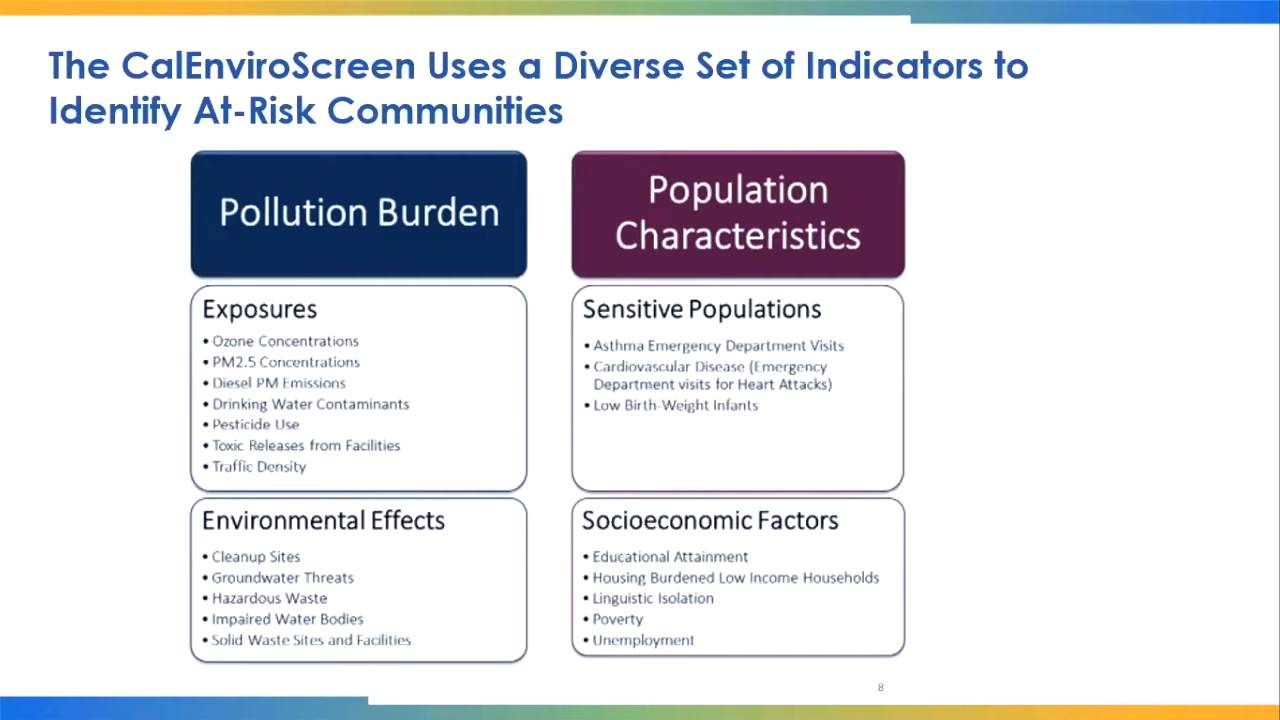 The CalEnviroScreen Uses a Diverse Set of Indicators to
Identify At-Risk Communities
Pollution Burden
Exposures
• Ozone Concentrations
• PM2.5 Concentrations
• Diesel PM Emissions
• Drinking Water Contaminants
• Pesticide Use
• Toxic Releases from Facilities
• Traffic Density
Environmental Effects
• Cleanup Sites
• Groundwater Threats
• Hazardous Waste
• Impaired Water Bodies
• Solid Waste Sites and Facilities
Population
Characteristics
Sensitive Populations
• Asthma Emergency Department Visits
• Cardiovascular Disease (Emergency
Department visits for Heart Attacks)
• Low Birth-Weight Infants
Socioeconomic Factors
• Educational Attainment
• Housing Burdened Low Income Households
• Linguistic Isolation
• Poverty
• Unemployment
8